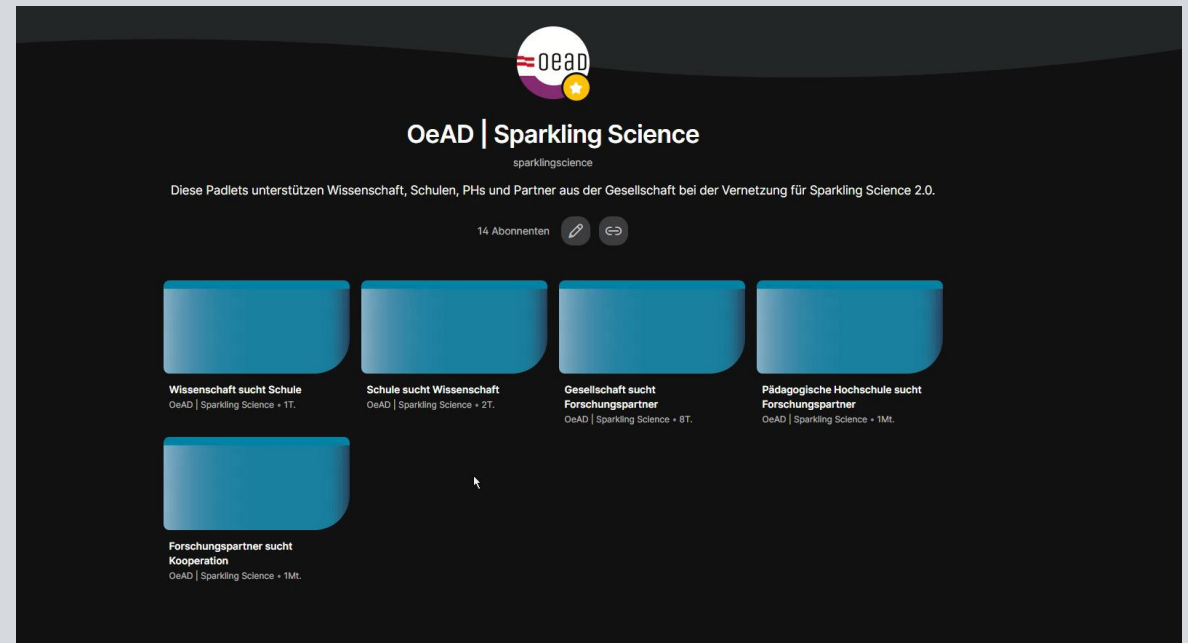 oead
OeAD | Sparkling Science
sparklingscience
Diese Padlets unterstützen Wissenschaft, Schulen, PHs und Partner aus der Gesellschaft bei der Vernetzung für Sparkling Science 2.0.
14 Abonnenten
Wissenschaft sucht Schule
OeAD | Sparkling Science • 1T.
Schule sucht Wissenschaft
OeAD | Sparkling Science • 2T.
Gesellschaft sucht
Forschungspartner
OeAD | Sparkling Science • 8T.
Pädagogische Hochschule sucht
Forschungspartner
OeAD | Sparkling Science • 1Mt.
Forschungspartner sucht
Kooperation
OeAD | Sparkling Science • 1Mt.